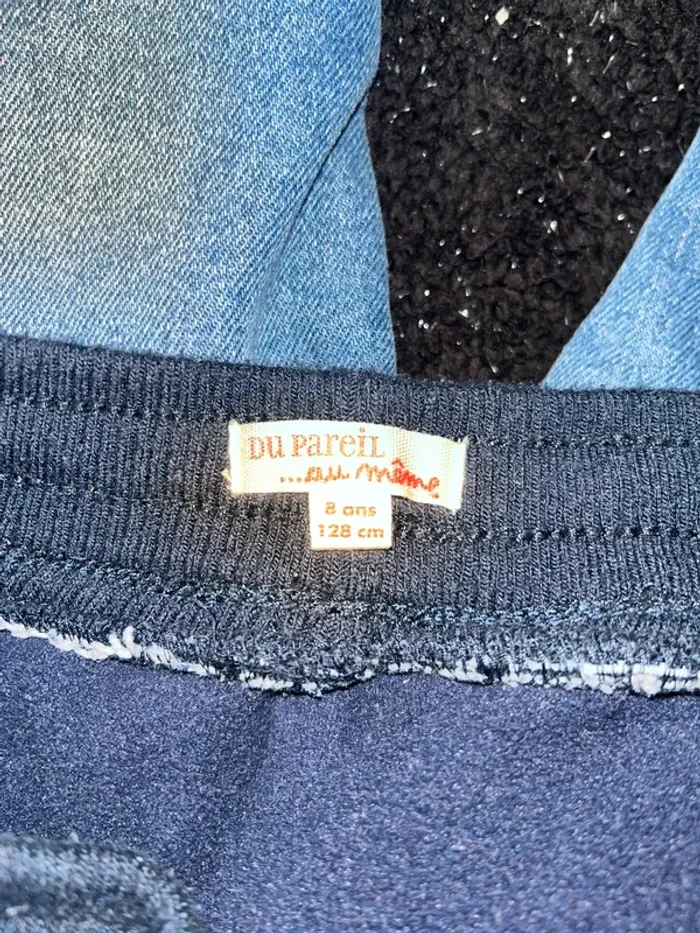 DU PAREIL
...au même
8 ans
128 cm